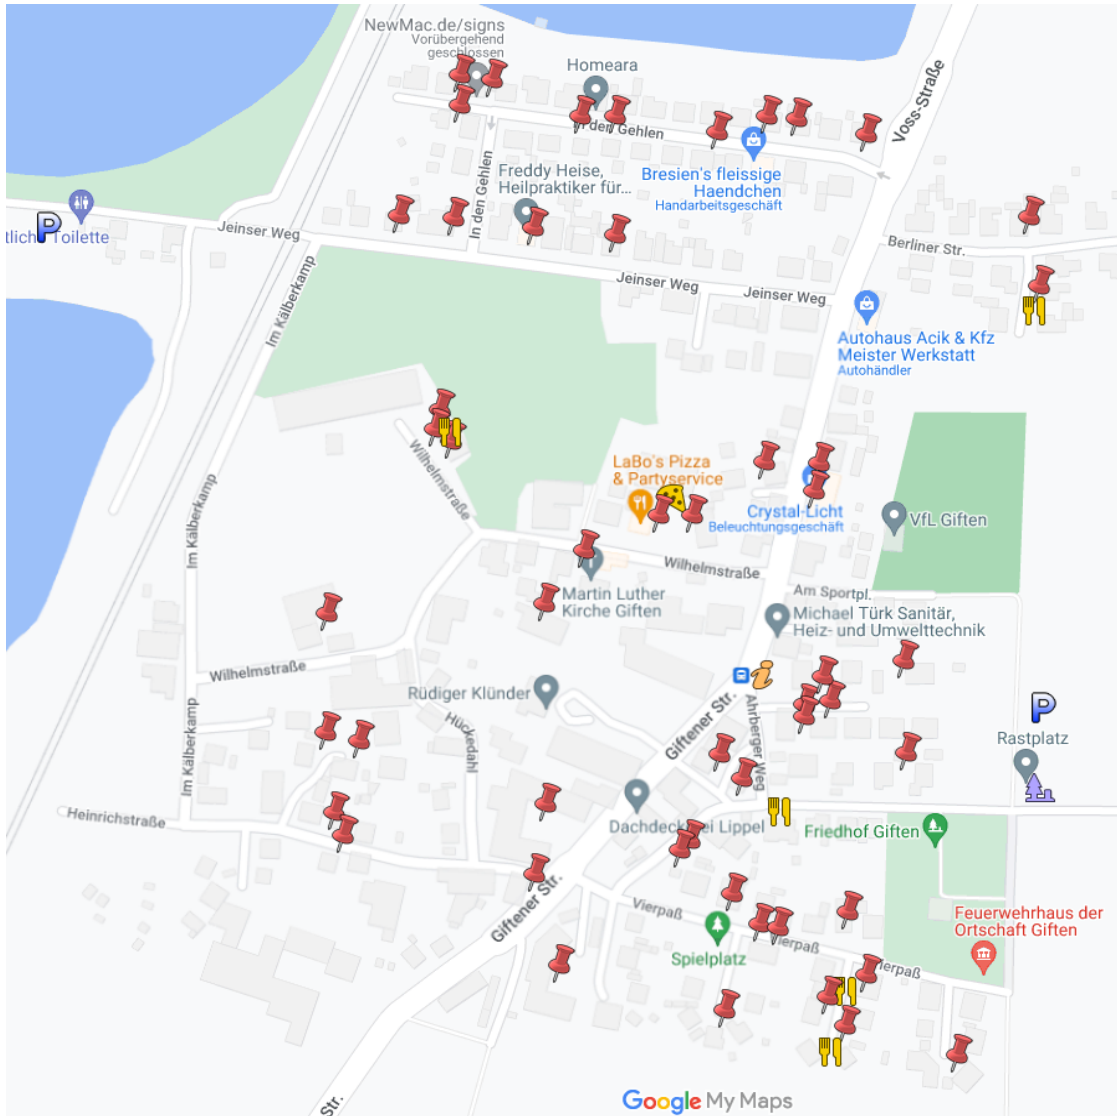 NewMac.de/signs
Vorübergehend
geschlossen
Homeara
In den Gehlen
Voss-Straße
Bresien's fleissige
Haendchen
Handarbeitsgeschäft
Freddy Heise,
Heilpraktiker für...
In den Gehlen
P
Toilette
Jeinser Weg
Berliner Str.
Jeinser Weg
Jeinser Weg
Im Kälberkamp
Autohaus Acik & Kfz
Meister Werkstatt
Autohändler
Wilhelmstraße
LaBo's Pizza
& Partyservice
Crystal-Licht
Beleuchtungsgeschäft
VfL Giften
Im Kälberkamp
Wilhelmstraße
Martin Luther
Kirche Giften
Am Sportpl.
Michael Türk Sanitär,
Heiz- und Umwelttechnik
Wilhelmstraße
Rüdiger Klünder
i
Giftener Str.
Ahrberger Weg
P
Rastplatz
Hückedahl
Im Kälberkamp
Heinrichstraße
Dachdeckerei Lippel
Friedhof Giften
Giftener Str.
Vierpaß
Spielplatz
Vierpaß
Vierpaß
Feuerwehrhaus der
Ortschaft Giften
Str.
Google My Maps